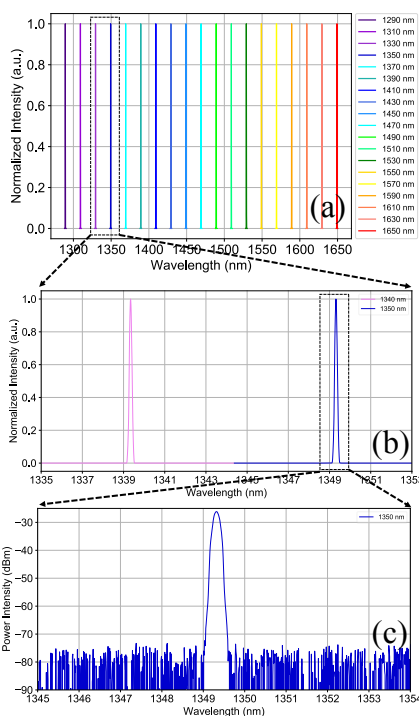 1.0
0.8
0.6
0.4
0.2
0.0
Normalized Intensity (a.u.)
1300 1350 1400 1450 1500 1550 1600 1650
Wavelength (nm)
(a)
1290 nm
1310 nm
1330 nm
1350 nm
1370 nm
1390 nm
1410 nm
1430 nm
1450 nm
1470 nm
1490 nm
1510 nm
1530 nm
1550 nm
1570 nm
1590 nm
1610 nm
1630 nm
1650 nm
1.0
0.8
0.6
0.4
0.2
0.0
Normalized Intensity (a.u.)
1340 nm
1350 nm
(b)
1335 1337 1339 1341 1343 1345 1347 1349 1351 1353
Wavelength (nm)
−30
−40
−50
−60
−70
−80
−90
Power Intensity (dBm)
1350 nm
(c)
1345 1346 1347 1348 1349 1350 1351 1352 1353 1354
Wavelength (nm)